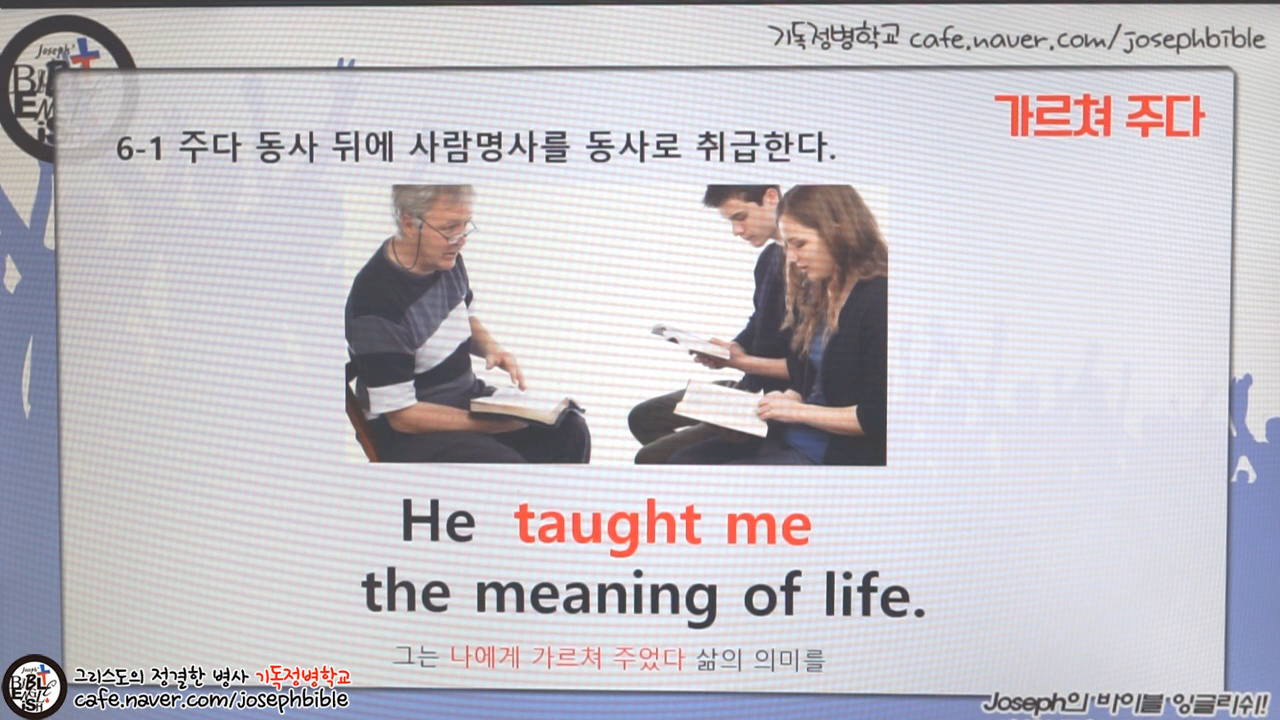 기독정병학교 cafe.naver.com/josephbible
Joseph's
BIBLE
ENGLISH
가르쳐 주다
6-1 주다 동사 뒤에 사람명사를 동사로 취급한다.
He taught me
the meaning of life.
그는 나에게 가르쳐 주었다 삶의 의미를
그리스도의 정결한 병사 기독정병학교
cafe.naver.com/josephbible
Joseph의 바이블 잉글리쉬!